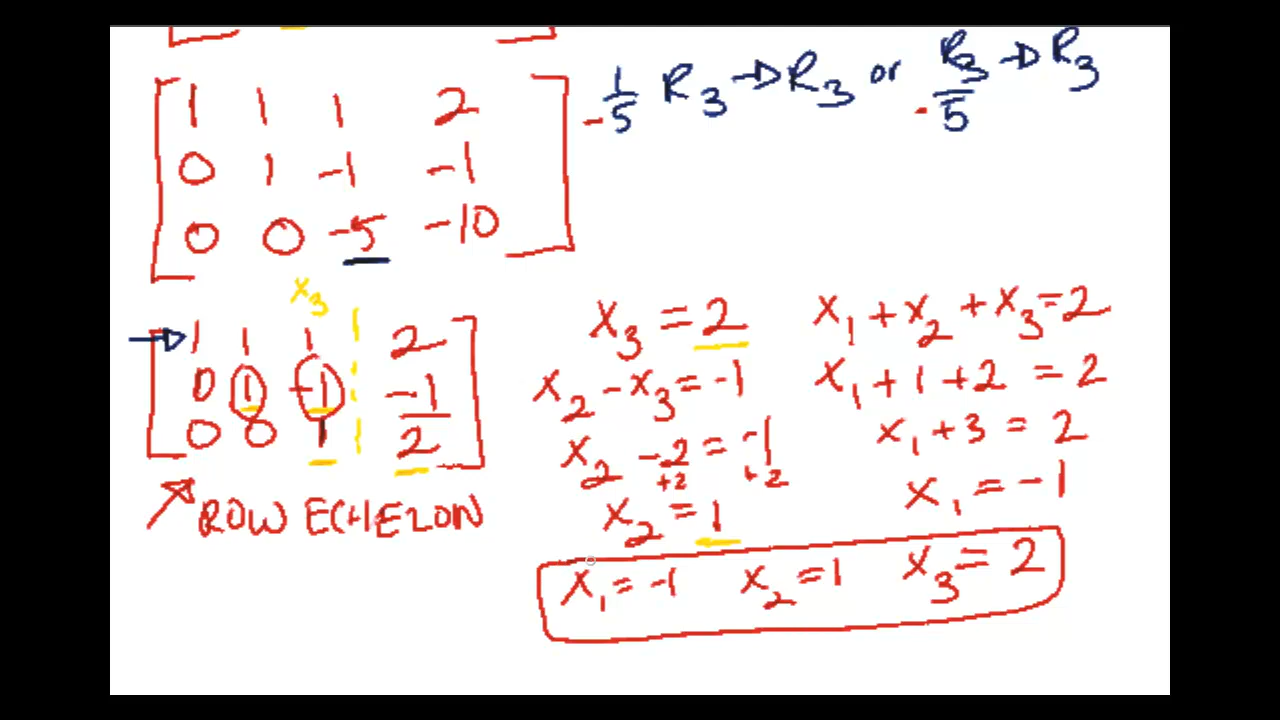 1 1 1 2
0 1 -1 -1
0 0 -5 -10
-1/5 R3 → R3 or R3/-5 → R3
x3
1 1 1 2
0 1 -1 -1
0 0 1 2
ROW ECHELON
x3 = 2
x2 - x3 = -1
x2 - 2 = -1
+2 +2
x2 = 1
x1 + x2 + x3 = 2
x1 + 1 + 2 = 2
x1 + 3 = 2
x1 = -1
x1 = -1 x2 = 1 x3 = 2